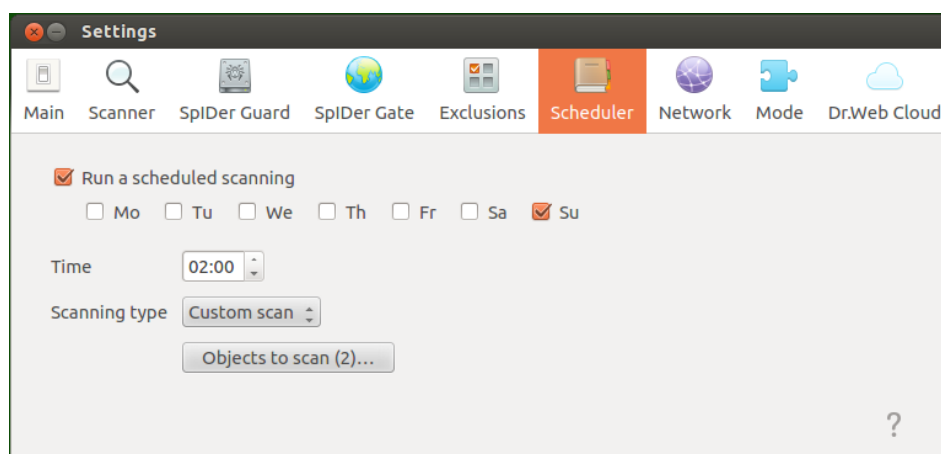 Settings
Main Scanner SpIDer Guard SpIDer Gate Exclusions Scheduler Network Mode Dr.Web Cloud
Run a scheduled scanning
Mo Tu We Th Fr Sa Su
Time 02:00
Scanning type Custom scan
Objects to scan (2)...
?